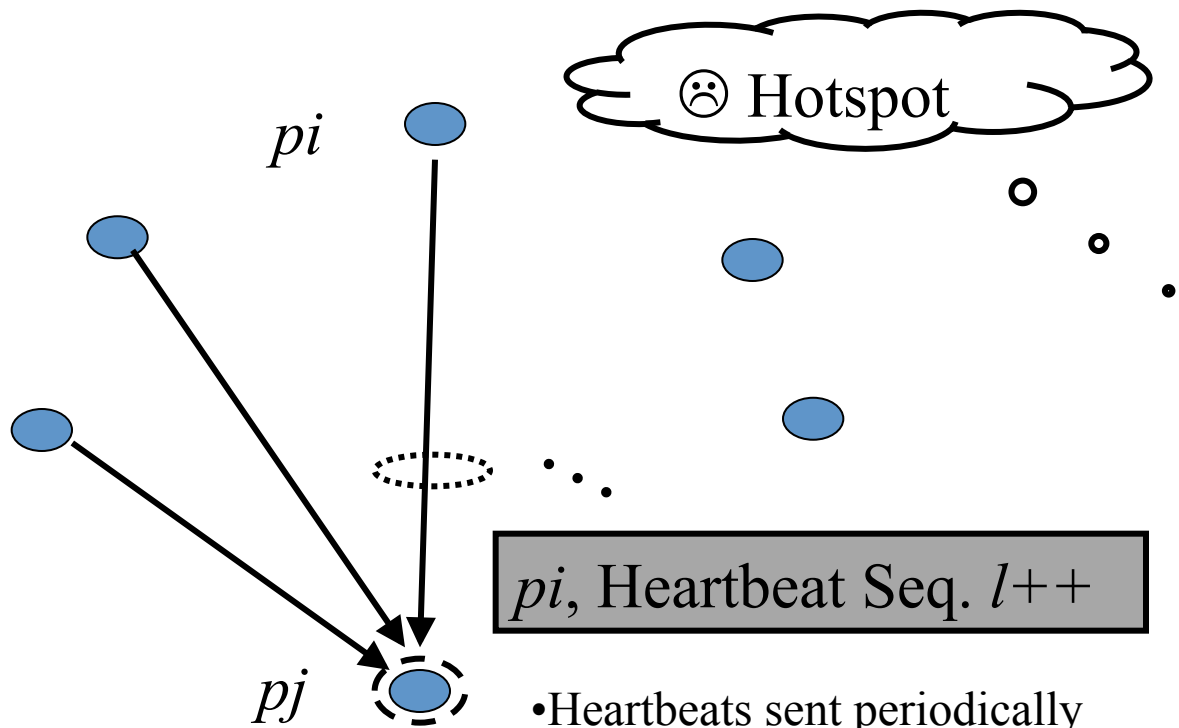 ☹ Hotspot
pi
pi, Heartbeat Seq. l++
pj
•Heartbeats sent periodically